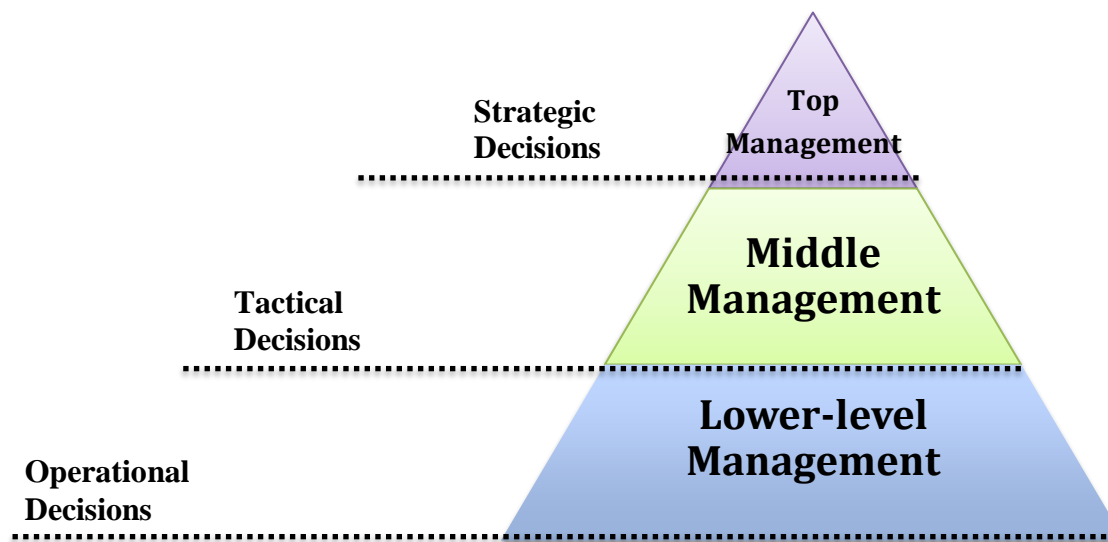 Strategic
Decisions
Top
Management
Tactical
Decisions
Middle
Management
Operational
Decisions
Lower-level
Management